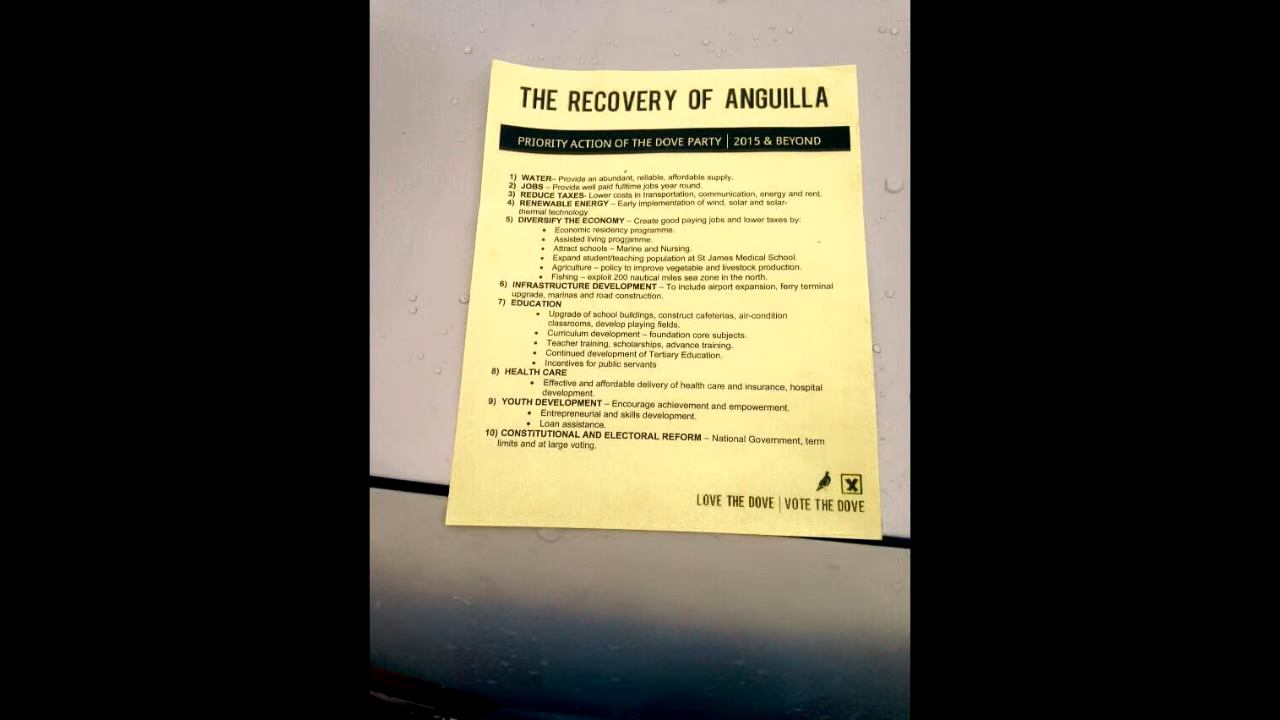 THE RECOVERY OF ANGUILLA
PRIORITY ACTION OF THE DOVE PARTY | 2015 & BEYOND
1) WATER– Provide an abundant, reliable, affordable supply.
2) JOBS – Provide well paid fulltime jobs year round.
3) REDUCE TAXES- Lower costs in transportation, communication, energy and rent.
4) RENEWABLE ENERGY – Early implementation of wind, solar and solar-
thermal technology.
5) DIVERSIFY THE ECONOMY – Create good paying jobs and lower taxes by:
• Economic residency programme.
• Assisted living programme.
• Attract schools – Marine and Nursing.
• Expand student/teaching population at St James Medical School.
• Agriculture – policy to improve vegetable and livestock production.
• Fishing – exploit 200 nautical miles sea zone in the north.
6) INFRASTRUCTURE DEVELOPMENT – To include airport expansion, ferry terminal
upgrade, marinas and road construction.
7) EDUCATION
• Upgrade of school buildings, construct cafeterias, air-condition
classrooms, develop playing fields.
• Curriculum development – foundation core subjects.
• Teacher training, scholarships, advance training.
• Continued development of Tertiary Education.
• Incentives for public servants
8) HEALTH CARE
• Effective and affordable delivery of health care and insurance, hospital
development.
9) YOUTH DEVELOPMENT – Encourage achievement and empowerment.
• Entrepreneurial and skills development.
• Loan assistance.
10) CONSTITUTIONAL AND ELECTORAL REFORM – National Government, term
limits and at large voting.
X
LOVE THE DOVE | VOTE THE DOVE